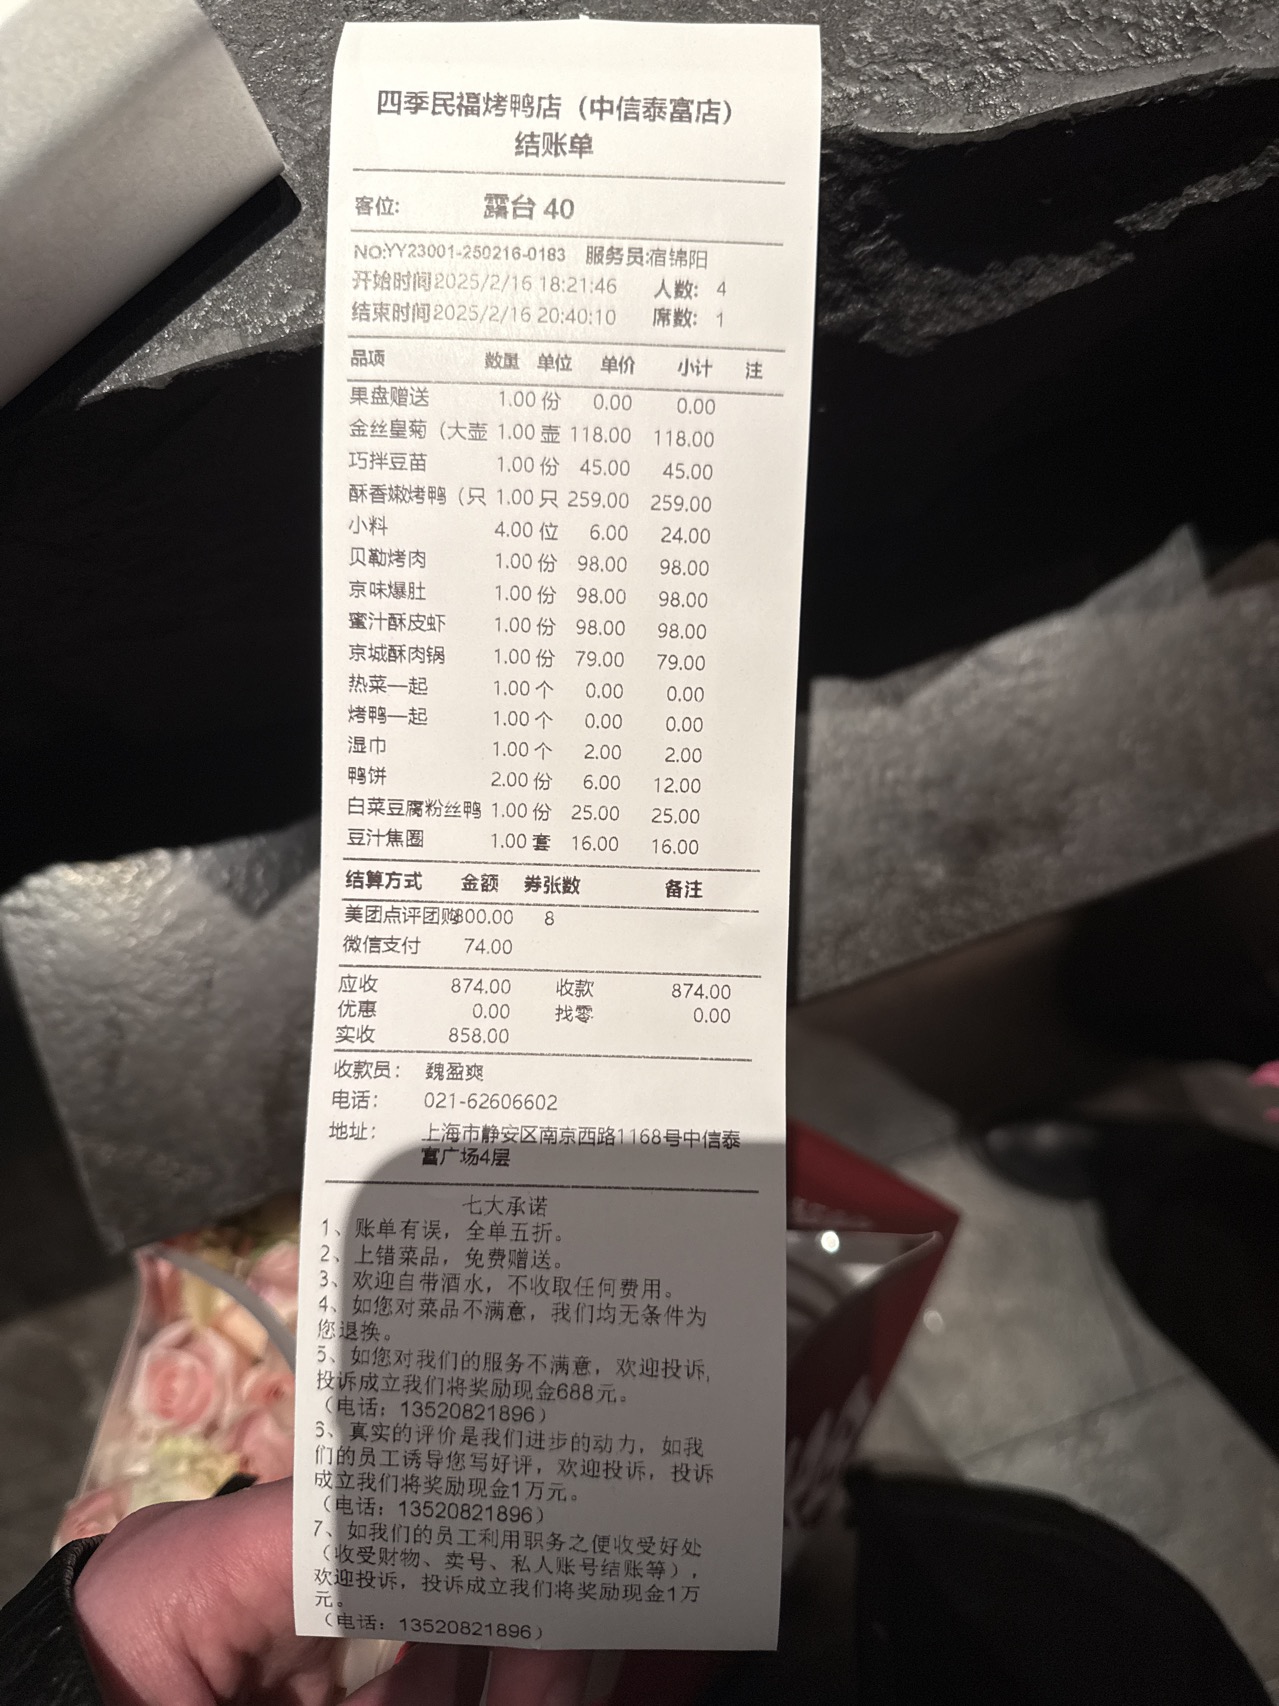 四季民福烤鸭店（中信泰富店）
结账单
客位: 露台 40
NO:YY23001-250216-0183 服务员:宿锦阳
开始时间2025/2/16 18:21:46 人数: 4
结束时间2025/2/16 20:40:10 席数: 1
品项 数量 单位 单价 小计 注
果盘赠送 1.00 份 0.00 0.00
金丝皇菊（大壶 1.00 壶 118.00 118.00
巧拌豆苗 1.00 份 45.00 45.00
酥香嫩烤鸭（只 1.00 只 259.00 259.00
小料 4.00 位 6.00 24.00
贝勒烤肉 1.00 份 98.00 98.00
京味爆肚 1.00 份 98.00 98.00
蜜汁酥皮虾 1.00 份 98.00 98.00
京城酥肉锅 1.00 份 79.00 79.00
热菜一起 1.00 个 0.00 0.00
烤鸭一起 1.00 个 0.00 0.00
湿巾 1.00 个 2.00 2.00
鸭饼 2.00 份 6.00 12.00
白菜豆腐粉丝鸭 1.00 份 25.00 25.00
豆汁焦圈 1.00 套 16.00 16.00
结算方式 金额 券张数 备注
美团点评团购800.00 8
微信支付 74.00
应收 874.00 收款 874.00
优惠 0.00 找零 0.00
实收 858.00
收款员: 魏盈爽
电话: 021-62606602
地址: 上海市静安区南京西路1168号中信泰
富广场4层
七大承诺
1、账单有误，全单五折。
2、上错菜品，免费赠送。
3、欢迎自带酒水，不收取任何费用。
4、如您对菜品不满意，我们均无条件为
您退换。
5、如您对我们的服务不满意，欢迎投诉,
投诉成立我们将奖励现金688元。
（电话：13520821896）
6、真实的评价是我们进步的动力，如我
们的员工诱导您写好评，欢迎投诉，投诉
成立我们将奖励现金1万元。
（电话：13520821896）
7、如我们的员工利用职务之便收受好处
（收受财物、卖号、私人账号结账等），
欢迎投诉，投诉成立我们将奖励现金1万
元。
（电话：13520821896）